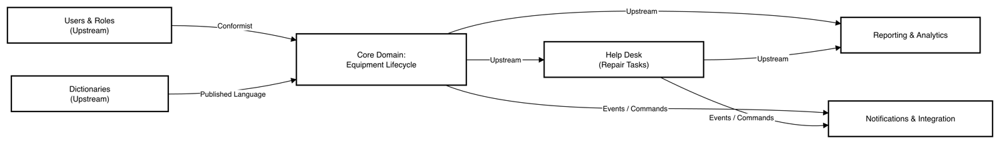 Users & Roles
(Upstream)
Conformist
Dictionaries
(Upstream)
Published Language
Core Domain:
Equipment Lifecycle
Upstream
Upstream
Help Desk
(Repair Tasks)
Upstream
Events / Commands
Events / Commands
Reporting & Analytics
Notifications & Integration